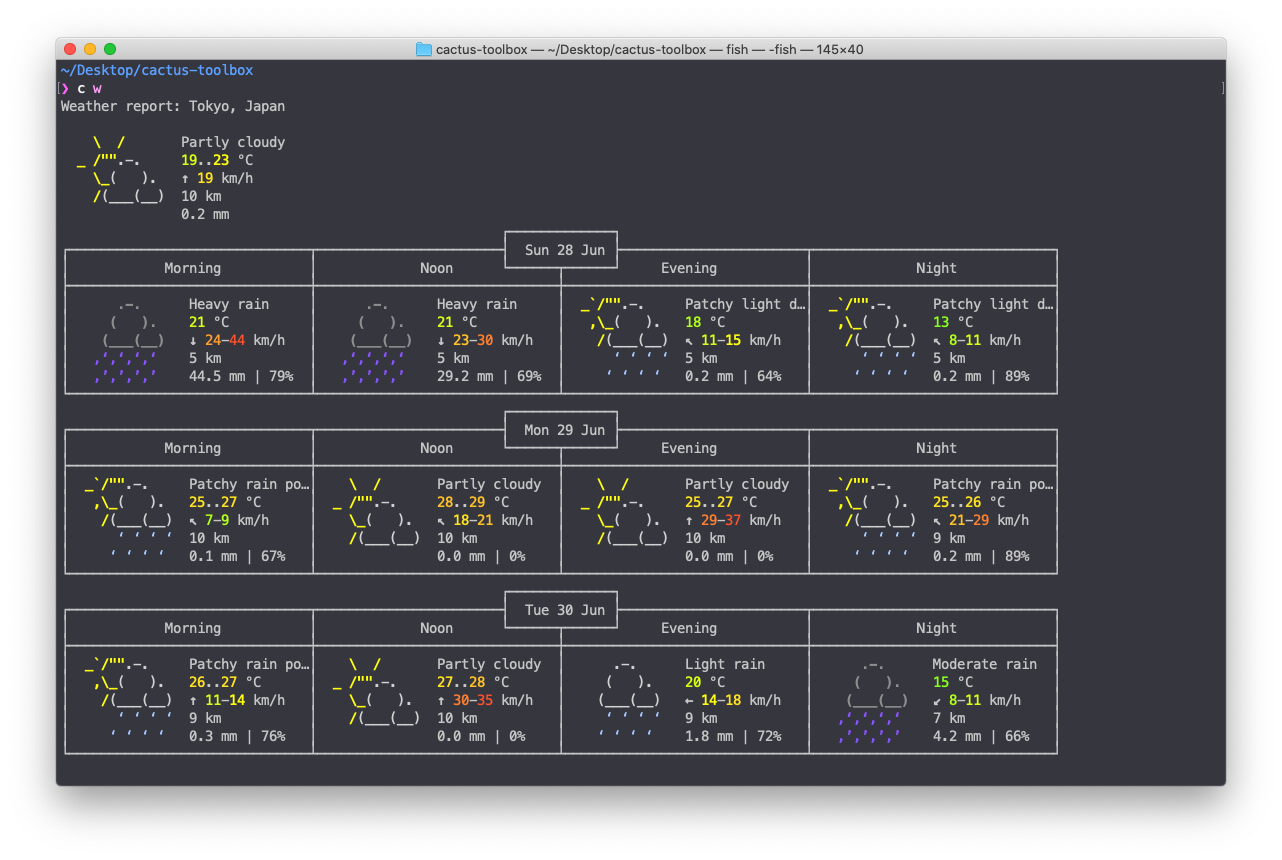 cactus-toolbox — ~/Desktop/cactus-toolbox — fish — -fish — 145×40
~/Desktop/cactus-toolbox
[❯ c w ]
Weather report: Tokyo, Japan
Partly cloudy
19..23 °C
↑ 19 km/h
10 km
0.2 mm
Sun 28 Jun
Morning Noon Evening Night
Heavy rain Heavy rain Patchy light d… Patchy light d…
21 °C 21 °C 18 °C 13 °C
↓ 24–44 km/h ↓ 23–30 km/h ↖ 11–15 km/h ↖ 8–11 km/h
5 km 5 km 5 km 5 km
44.5 mm | 79% 29.2 mm | 69% 0.2 mm | 64% 0.2 mm | 89%
Mon 29 Jun
Morning Noon Evening Night
Patchy rain po… Partly cloudy Partly cloudy Patchy rain po…
25..27 °C 28..29 °C 25..27 °C 25..26 °C
↖ 7–9 km/h ↖ 18–21 km/h ↑ 29–37 km/h ↖ 21–29 km/h
10 km 10 km 10 km 9 km
0.1 mm | 67% 0.0 mm | 0% 0.0 mm | 0% 0.2 mm | 89%
Tue 30 Jun
Morning Noon Evening Night
Patchy rain po… Partly cloudy Light rain Moderate rain
26..27 °C 27..28 °C 20 °C 15 °C
↑ 11–14 km/h ↑ 30–35 km/h ← 14–18 km/h ↙ 8–11 km/h
9 km 10 km 9 km 7 km
0.3 mm | 76% 0.0 mm | 0% 1.8 mm | 72% 4.2 mm | 66%